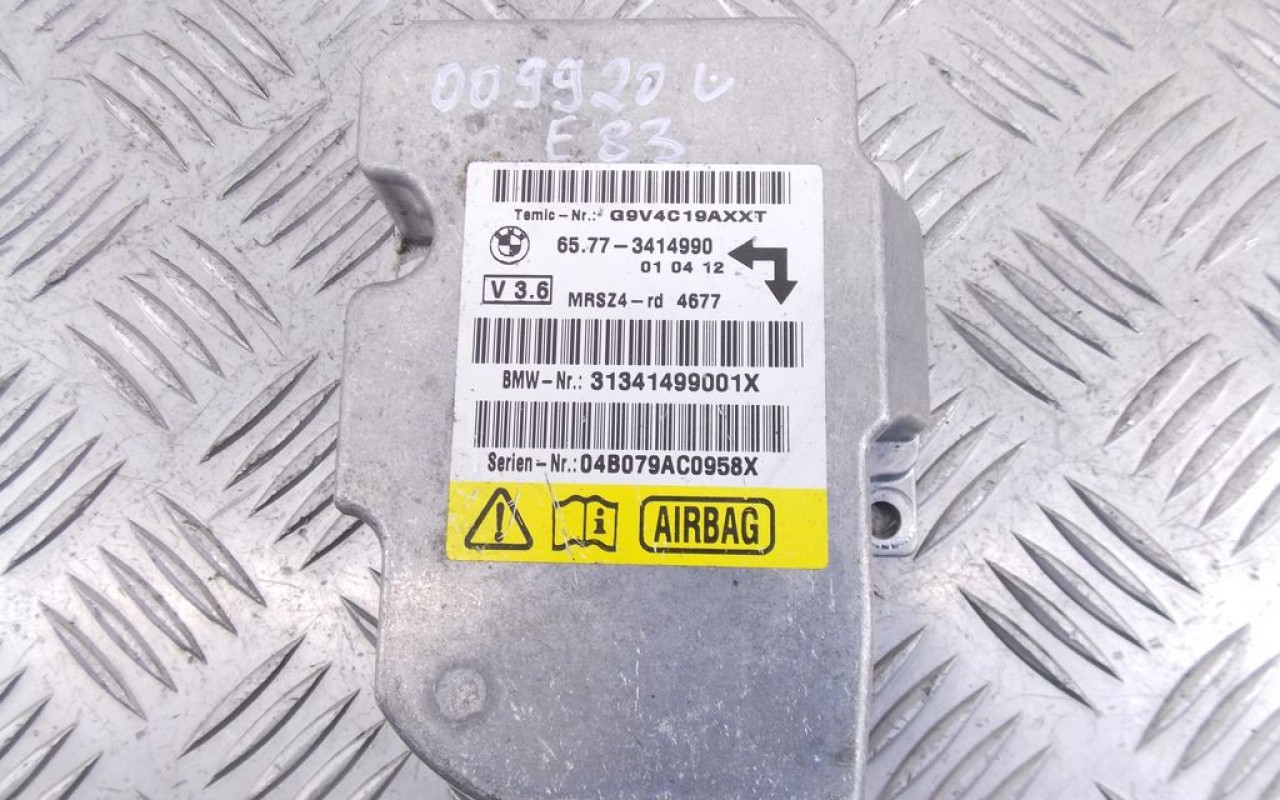 009920 L
E83
Temic-Nr.: G9V4C19AXXT
65.77-3414990
01 04 12
V 3.6
MRSZ4-rd 4677
BMW-Nr.: 31341499001X
Serien-Nr.: 04B079AC0958X
AIRBAG